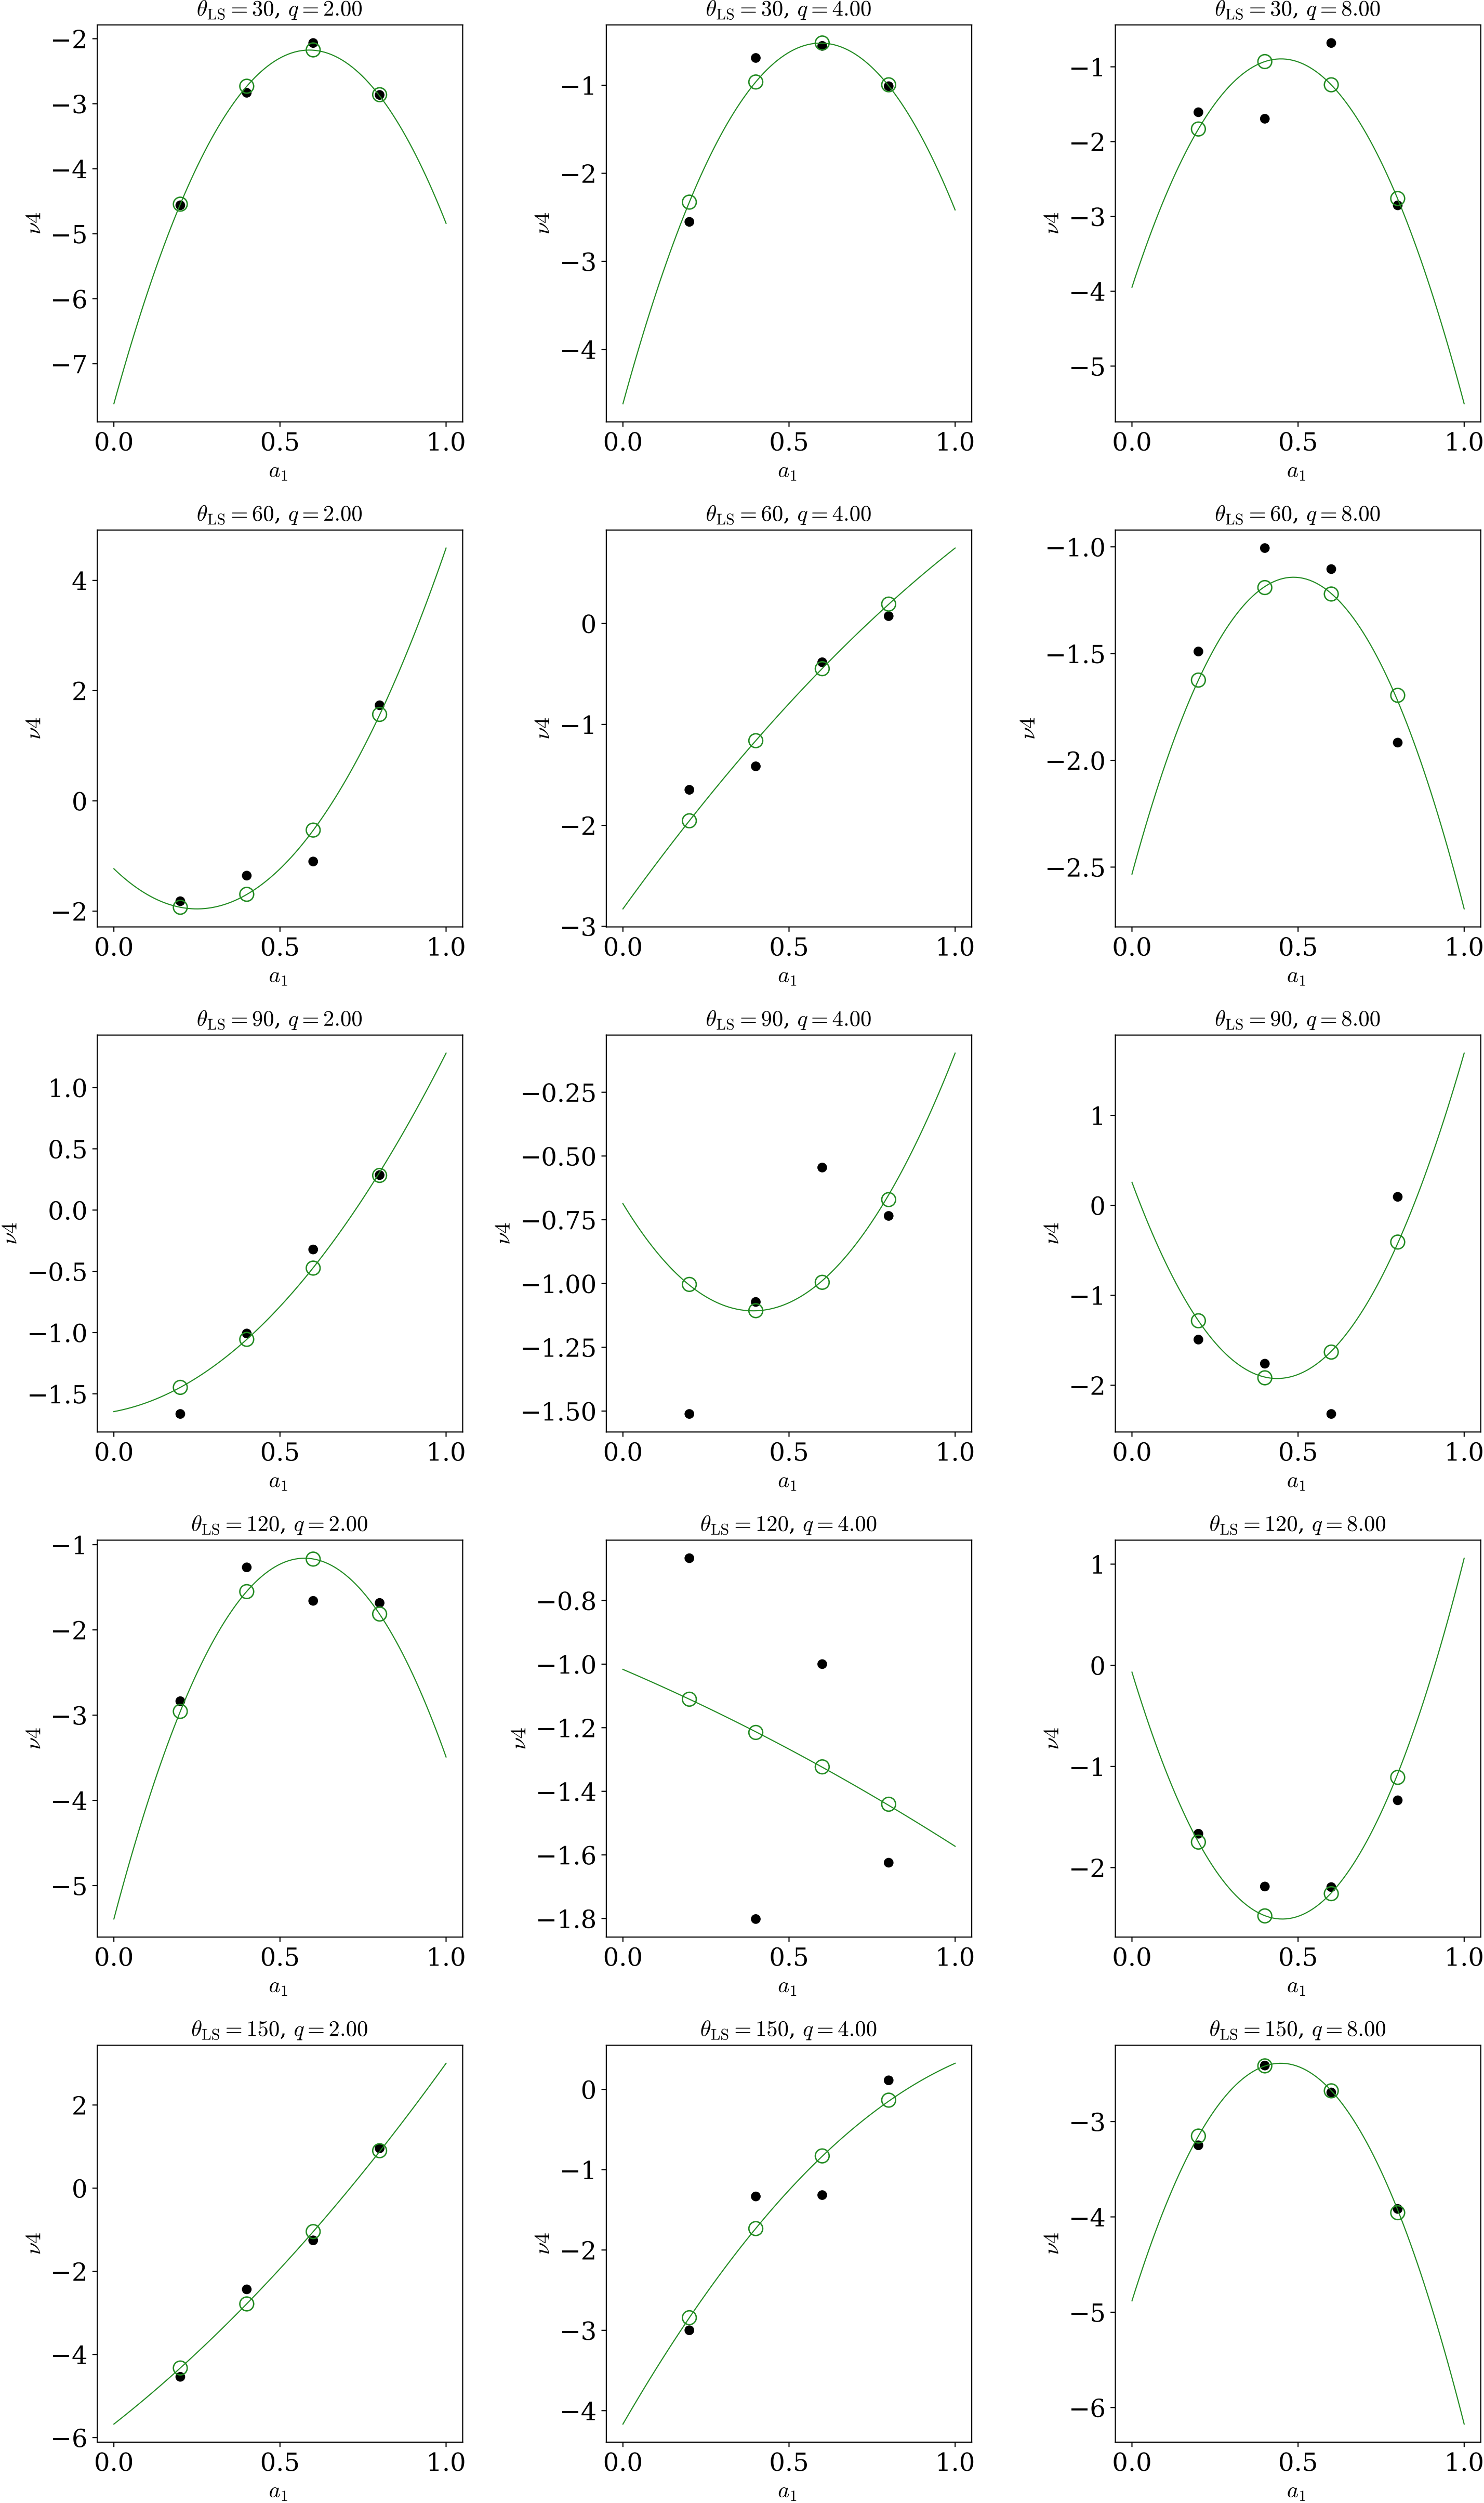 θLS = 30, q = 2.00
−2
−3
−4
−5
−6
−7
ν4
0.0 0.5 1.0
a1
θLS = 30, q = 4.00
−1
−2
−3
−4
ν4
0.0 0.5 1.0
a1
θLS = 30, q = 8.00
−1
−2
−3
−4
−5
ν4
0.0 0.5 1.0
a1
θLS = 60, q = 2.00
4
2
0
−2
ν4
0.0 0.5 1.0
a1
θLS = 60, q = 4.00
0
−1
−2
−3
ν4
0.0 0.5 1.0
a1
θLS = 60, q = 8.00
−1.0
−1.5
−2.0
−2.5
ν4
0.0 0.5 1.0
a1
θLS = 90, q = 2.00
1.0
0.5
0.0
−0.5
−1.0
−1.5
ν4
0.0 0.5 1.0
a1
θLS = 90, q = 4.00
−0.25
−0.50
−0.75
−1.00
−1.25
−1.50
ν4
0.0 0.5 1.0
a1
θLS = 90, q = 8.00
1
0
−1
−2
ν4
0.0 0.5 1.0
a1
θLS = 120, q = 2.00
−1
−2
−3
−4
−5
ν4
0.0 0.5 1.0
a1
θLS = 120, q = 4.00
−0.8
−1.0
−1.2
−1.4
−1.6
−1.8
ν4
0.0 0.5 1.0
a1
θLS = 120, q = 8.00
1
0
−1
−2
ν4
0.0 0.5 1.0
a1
θLS = 150, q = 2.00
2
0
−2
−4
−6
ν4
0.0 0.5 1.0
a1
θLS = 150, q = 4.00
0
−1
−2
−3
−4
ν4
0.0 0.5 1.0
a1
θLS = 150, q = 8.00
−3
−4
−5
−6
ν4
0.0 0.5 1.0
a1